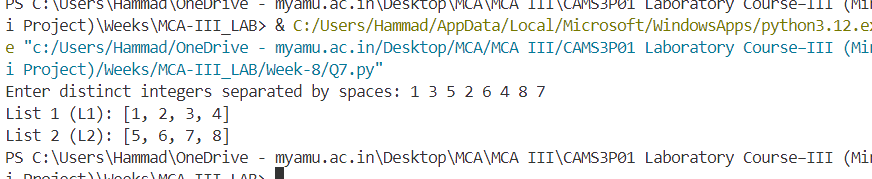 PS C:\Users\Hammad\OneDrive - myamu.ac.in\Desktop\MCA\MCA III\CAMS3P01 Laboratory Course–III (Min
i Project)\Weeks\MCA-III_LAB> & C:/Users/Hammad/AppData/Local/Microsoft/WindowsApps/python3.12.ex
e "c:/Users/Hammad/OneDrive - myamu.ac.in/Desktop/MCA/MCA III/CAMS3P01 Laboratory Course–III (Min
i Project)/Weeks/MCA-III_LAB/Week-8/Q7.py"
Enter distinct integers separated by spaces: 1 3 5 2 6 4 8 7
List 1 (L1): [1, 2, 3, 4]
List 2 (L2): [5, 6, 7, 8]
PS C:\Users\Hammad\OneDrive - myamu.ac.in\Desktop\MCA\MCA III\CAMS3P01 Laboratory Course–III (Min
i Project)\Weeks\MCA-III_LAB>